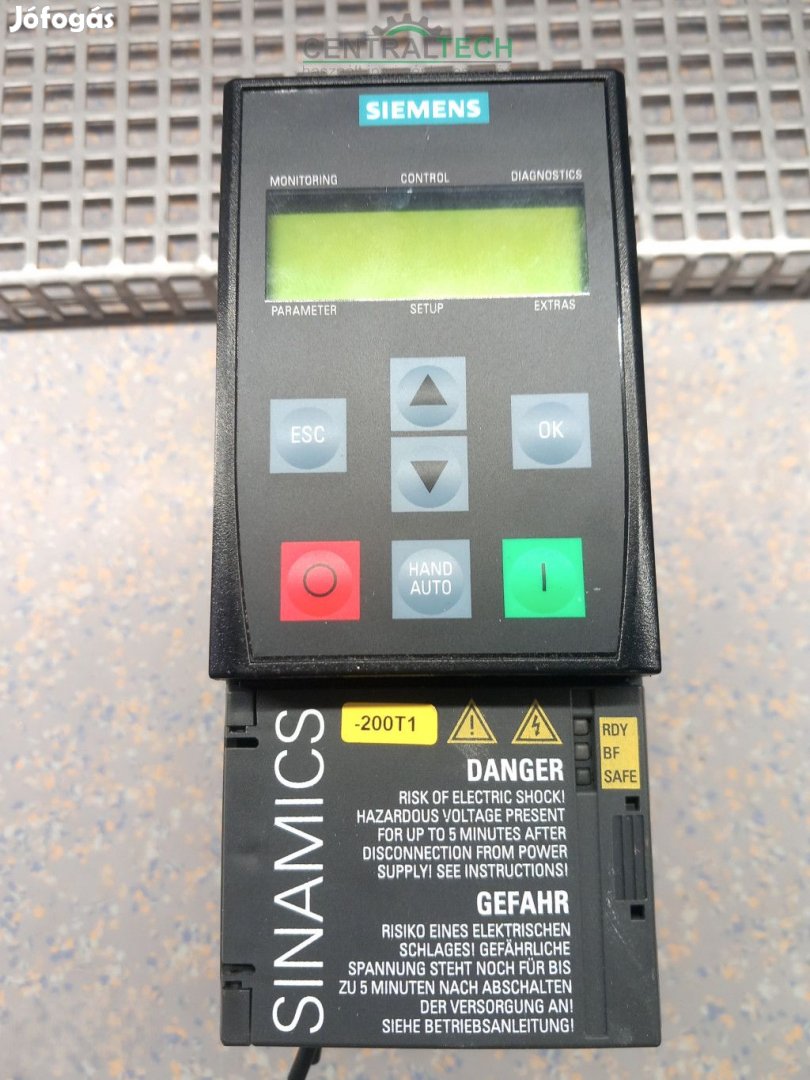 Jófogás
CENTRALTECH
SIEMENS
MONITORING CONTROL DIAGNOSTICS
PARAMETER SETUP EXTRAS
ESC
OK
HAND
AUTO
SINAMICS
-200T1
RDY
BF
SAFE
DANGER
RISK OF ELECTRIC SHOCK!
HAZARDOUS VOLTAGE PRESENT
FOR UP TO 5 MINUTES AFTER
DISCONNECTION FROM POWER
SUPPLY! SEE INSTRUCTIONS!
GEFAHR
RISIKO EINES ELEKTRISCHEN
SCHLAGES! GEFÄHRLICHE
SPANNUNG STEHT NOCH FÜR BIS
ZU 5 MINUTEN NACH ABSCHALTEN
DER VERSORGUNG AN!
SIEHE BETRIEBSANLEITUNG!